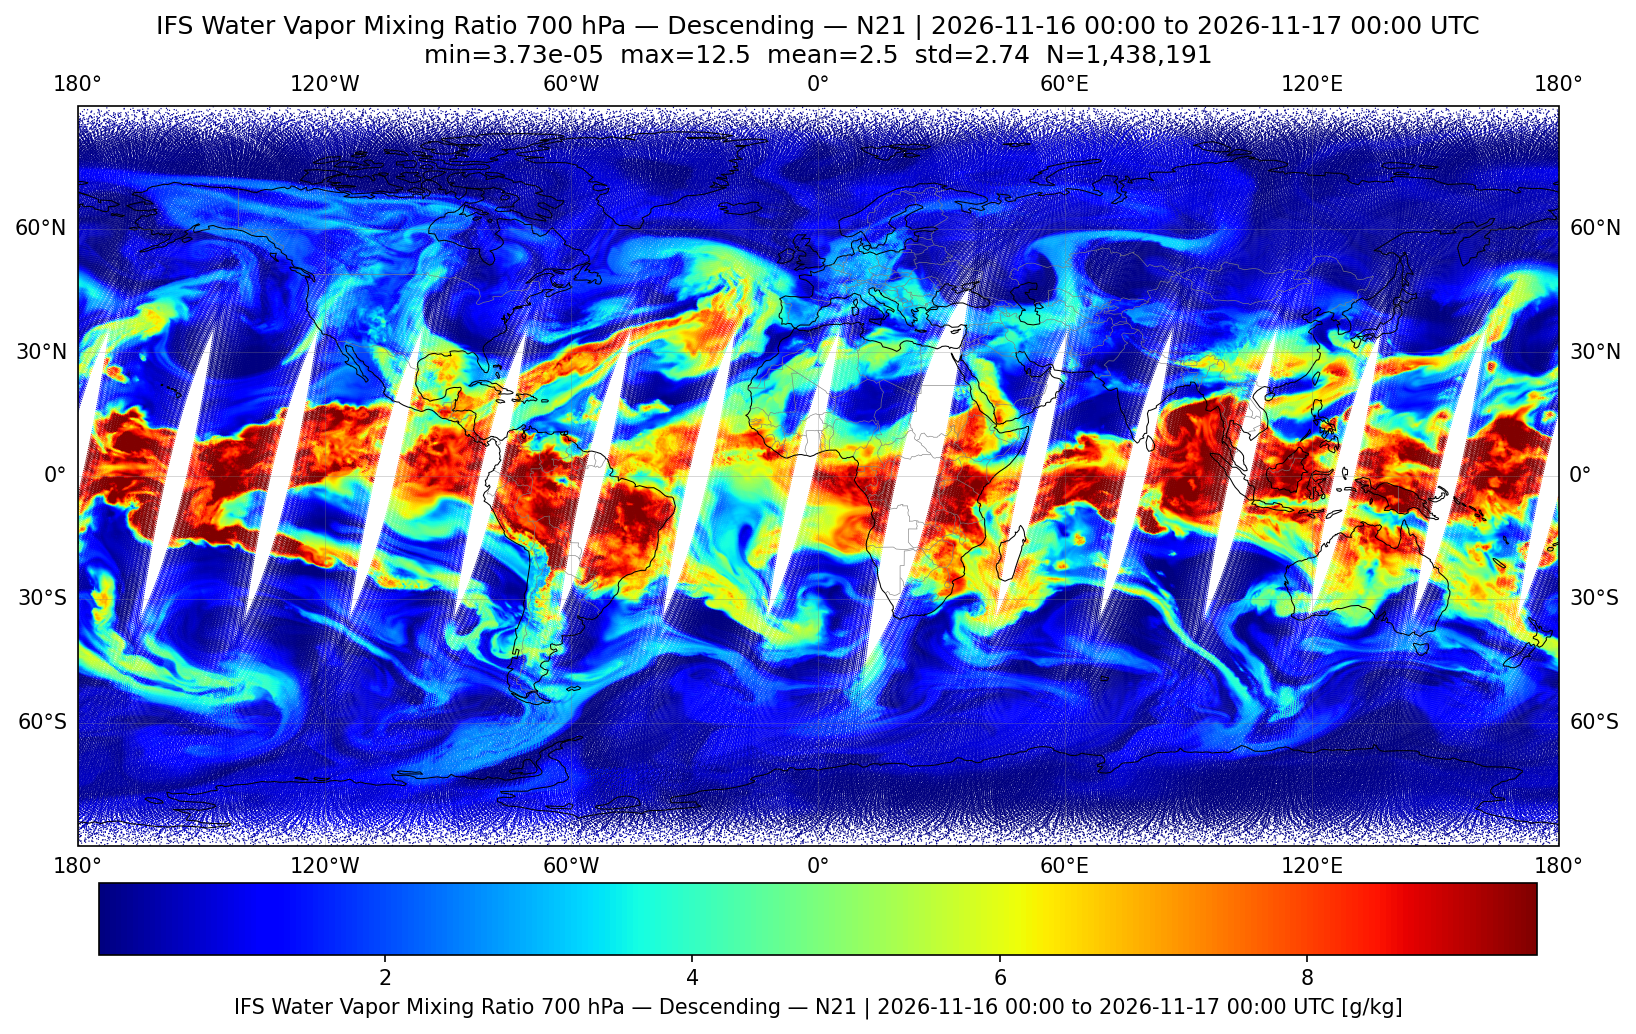 IFS Water Vapor Mixing Ratio 700 hPa — Descending — N21 | 2026-11-16 00:00 to 2026-11-17 00:00 UTC
min=3.73e-05 max=12.5 mean=2.5 std=2.74 N=1,438,191
180° 120°W 60°W 0° 60°E 120°E 180°
60°N 60°N
30°N 30°N
0° 0°
30°S 30°S
60°S 60°S
180° 120°W 60°W 0° 60°E 120°E 180°
2 4 6 8
IFS Water Vapor Mixing Ratio 700 hPa — Descending — N21 | 2026-11-16 00:00 to 2026-11-17 00:00 UTC [g/kg]